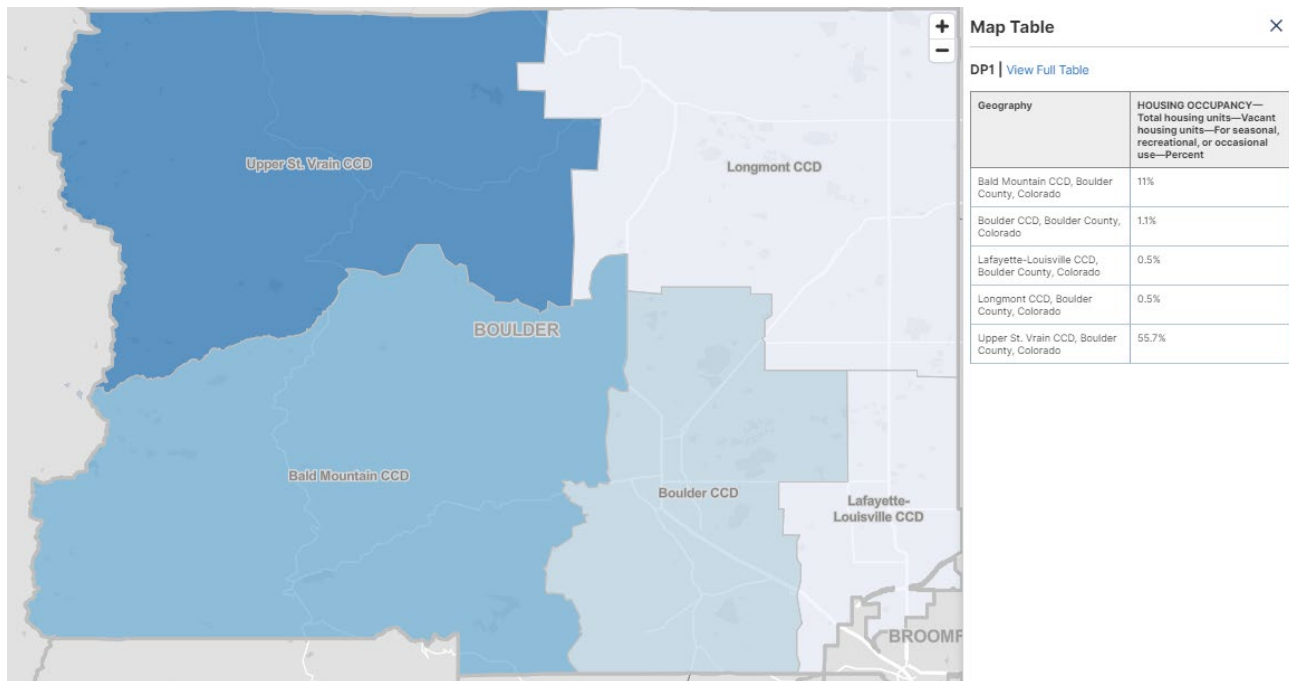 Upper St. Vrain CCD
Longmont CCD
BOULDER
Bald Mountain CCD
Boulder CCD
Lafayette-
Louisville CCD
BROOMF
+
−
Map Table
×
DP1 | View Full Table
Geography
HOUSING OCCUPANCY—
Total housing units—Vacant
housing units—For seasonal,
recreational, or occasional
use—Percent
Bald Mountain CCD, Boulder
County, Colorado
11%
Boulder CCD, Boulder County,
Colorado
1.1%
Lafayette-Louisville CCD,
Boulder County, Colorado
0.5%
Longmont CCD, Boulder
County, Colorado
0.5%
Upper St. Vrain CCD, Boulder
County, Colorado
55.7%